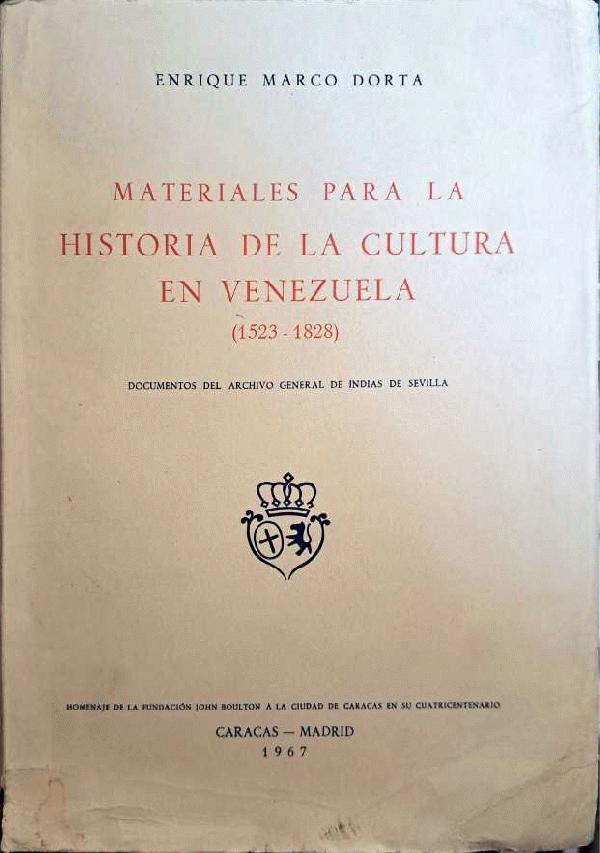 ENRIQUE MARCO DORTA
MATERIALES PARA LA
HISTORIA DE LA CULTURA
EN VENEZUELA
(1523 - 1828)
DOCUMENTOS DEL ARCHIVO GENERAL DE INDIAS DE SEVILLA
HOMENAJE DE LA FUNDACIÓN JOHN BOULTON A LA CIUDAD DE CARACAS EN SU CUATRICENTENARIO
CARACAS — MADRID
1967